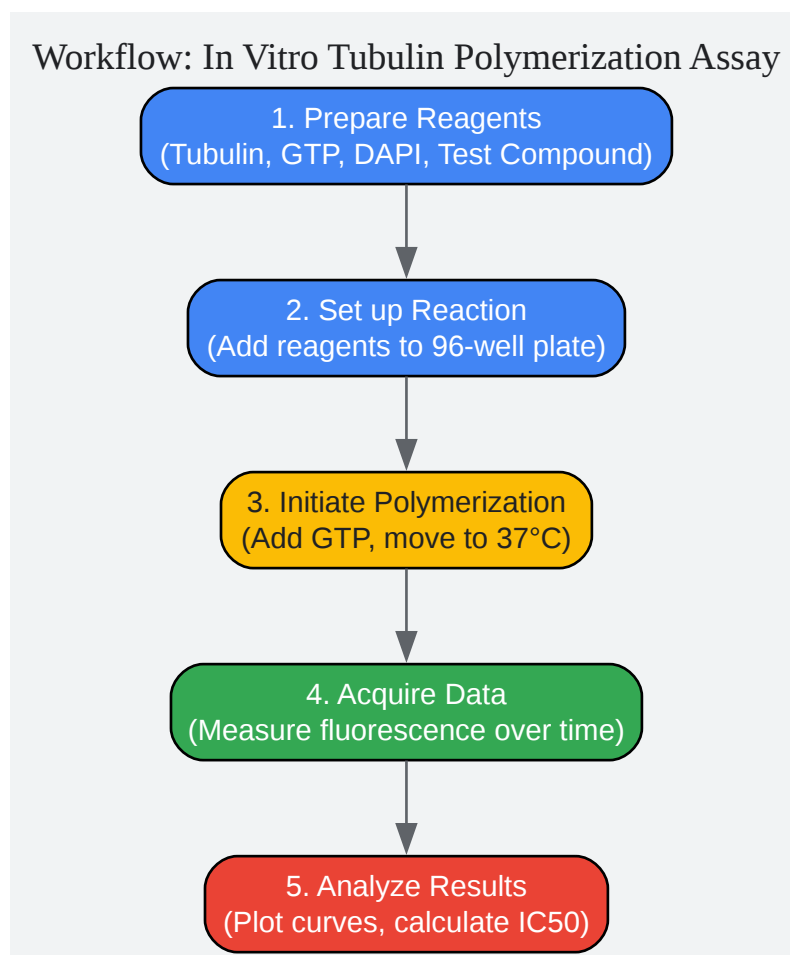 Workflow: In Vitro Tubulin Polymerization Assay
1. Prepare Reagents
(Tubulin, GTP, DAPI, Test Compound)
2. Set up Reaction
(Add reagents to 96-well plate)
3. Initiate Polymerization
(Add GTP, move to 37°C)
4. Acquire Data
(Measure fluorescence over time)
5. Analyze Results
(Plot curves, calculate IC50)